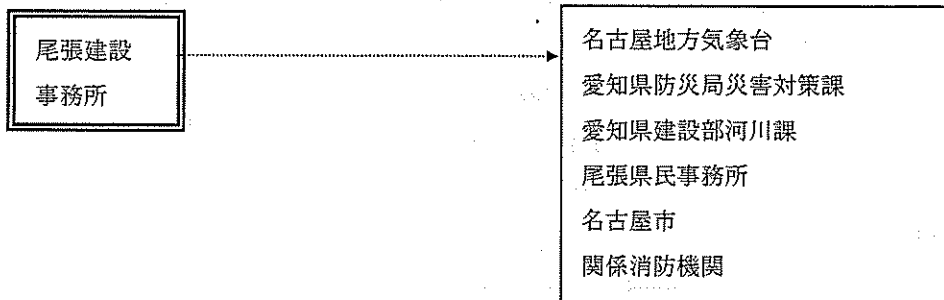 尾張建設
事務所
名古屋地方気象台
愛知県防災局災害対策課
愛知県建設部河川課
尾張県民事務所
名古屋市
関係消防機関